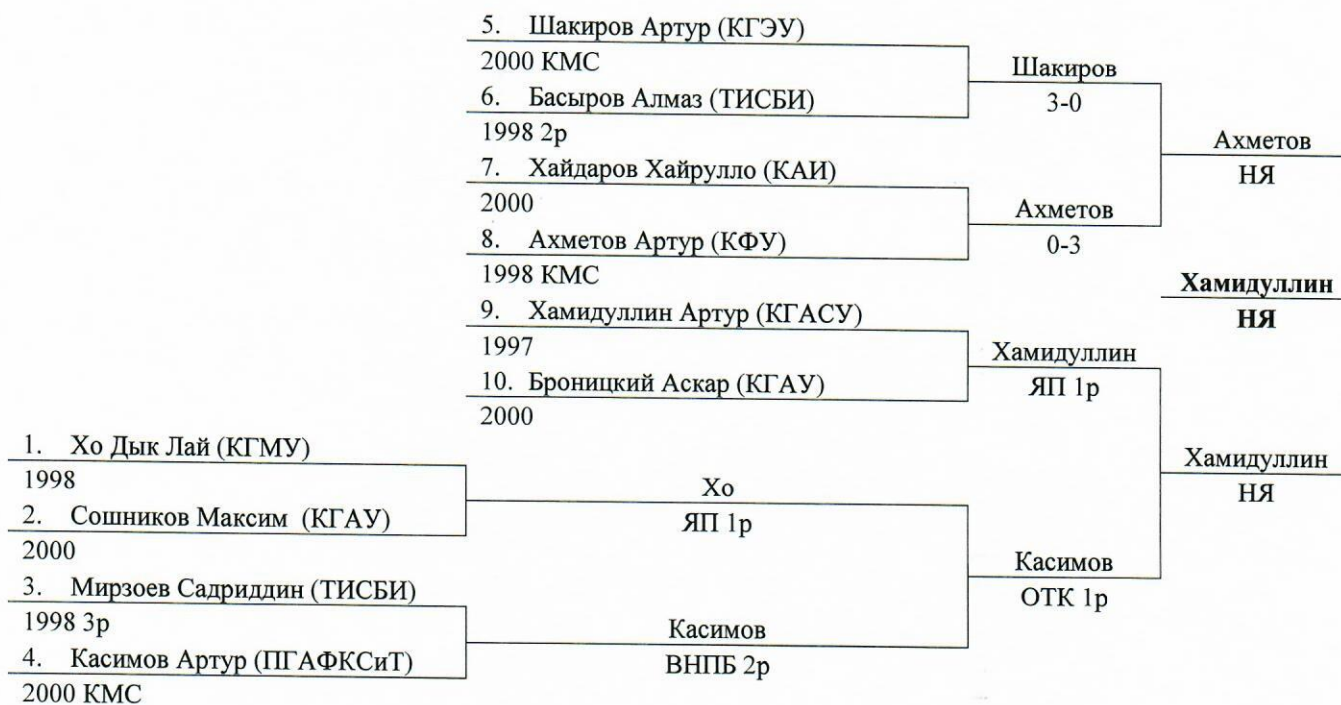 5. Шакиров Артур (КГЭУ)
2000 КМС
Шакиров
6. Басыров Алмаз (ТИСБИ)
3-0
1998 2р
Ахметов
7. Хайдаров Хайрулло (КАИ)
НЯ
2000
Ахметов
8. Ахметов Артур (КФУ)
0-3
1998 КМС
Хамидуллин
9. Хамидуллин Артур (КГАСУ)
НЯ
1997
Хамидуллин
10. Броницкий Аскар (КГАУ)
ЯП 1р
2000
1. Хо Дык Лай (КГМУ)
Хамидуллин
1998
Хо
НЯ
2. Сошников Максим (КГАУ)
ЯП 1р
2000
Касимов
3. Мирзоев Садриддин (ТИСБИ)
ОТК 1р
1998 3р
Касимов
4. Касимов Артур (ПГАФКСиТ)
ВНПБ 2р
2000 КМС